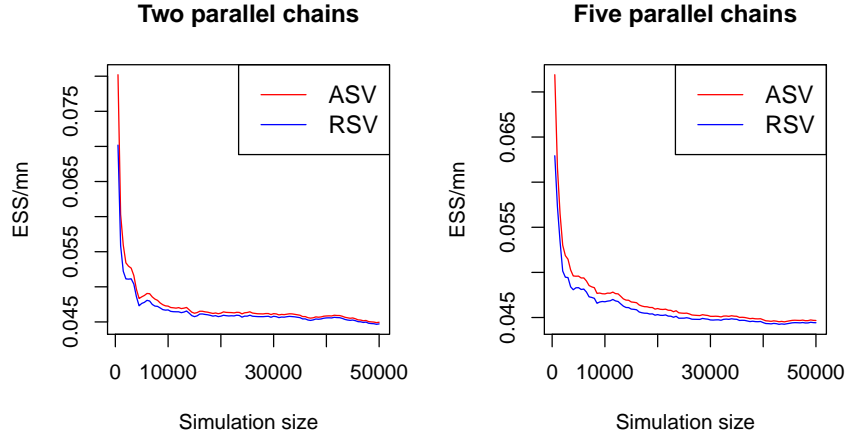 Two parallel chains
ESS/mn
0.045 0.055 0.065 0.075
ASV
RSV
0 10000 30000 50000
Simulation size
Five parallel chains
ESS/mn
0.045 0.055 0.065
ASV
RSV
0 10000 30000 50000
Simulation size